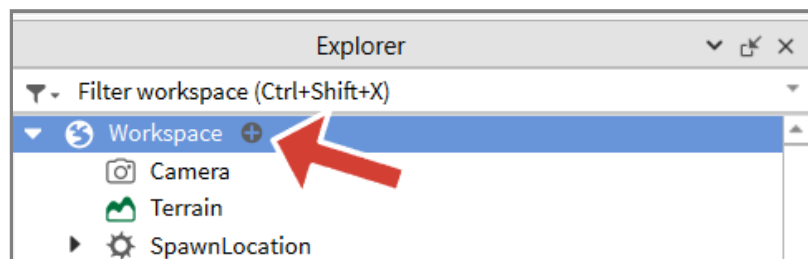 Explorer
Filter workspace (Ctrl+Shift+X)
Workspace
Camera
Terrain
SpawnLocation